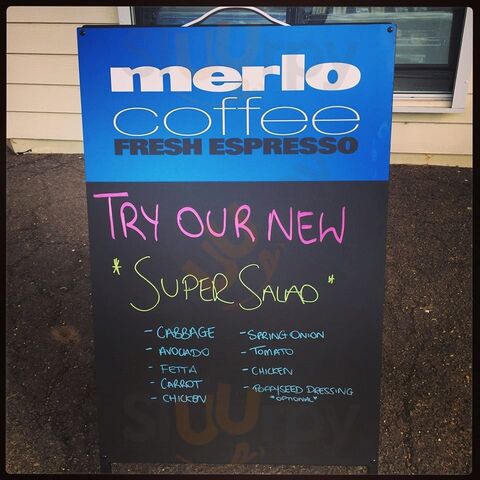 merlo
coffee
FRESH ESPRESSO
TRY OUR NEW
* SUPER SALAD *
- CABBAGE
- AVOCADO
- FETTA
- CARROT
- CHICKEN
- SPRING ONION
- TOMATO
- CHICKEN
- POPPYSEED DRESSING
*OPTIONAL*